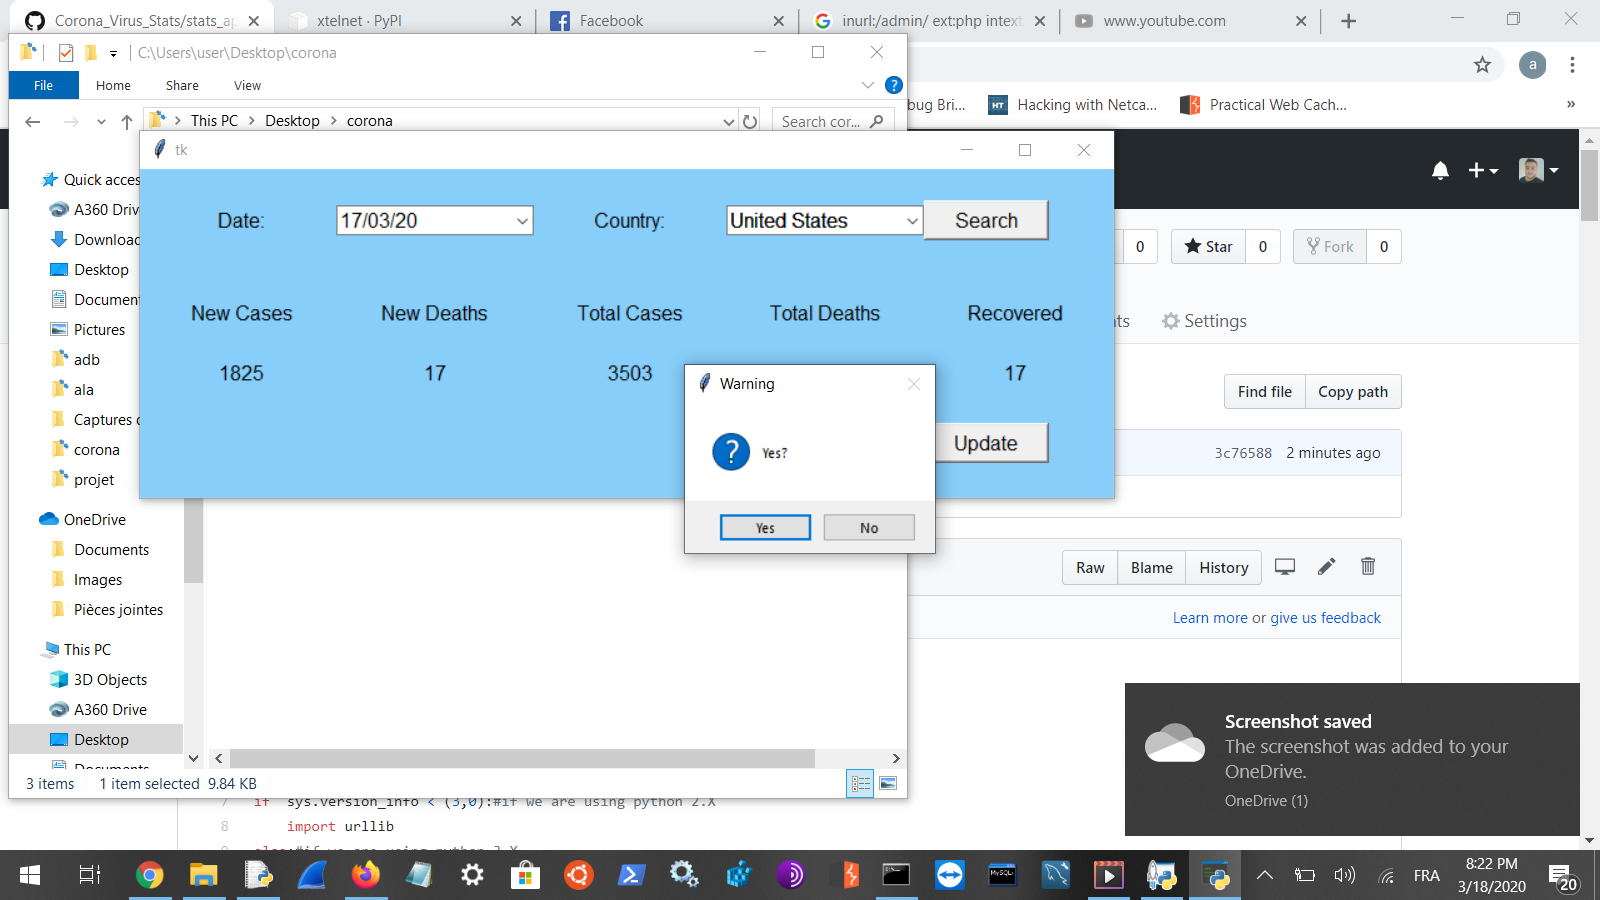 Corona_Virus_Stats/stats_ap
xtelnet · PyPI
Facebook
inurl:/admin/ ext:php intext
www.youtube.com
C:\Users\user\Desktop\corona
File Home Share View
a
bug Bri...
HT Hacking with Netca...
Practical Web Cach...
This PC > Desktop > corona
Search cor...
tk
Quick acces
A360 Driv
Downloac
Desktop
Documen
Pictures
adb
ala
Captures
corona
projet
OneDrive
Documents
Images
Pièces jointes
This PC
3D Objects
A360 Drive
Desktop
Date: 17/03/20 Country: United States Search
New Cases New Deaths Total Cases Total Deaths Recovered
1825 17 3503 17
Update
Warning
Yes?
Yes No
0 Star 0 Fork 0
Settings
Find file Copy path
3c76588 2 minutes ago
Raw Blame History
Learn more or give us feedback
3 items 1 item selected 9.84 KB
7 if sys.version_info < (3,0):#if we are using python 2.X
8 import urllib
Screenshot saved
The screenshot was added to your
OneDrive.
OneDrive (1)
MySQL
FRA
8:22 PM
3/18/2020
20